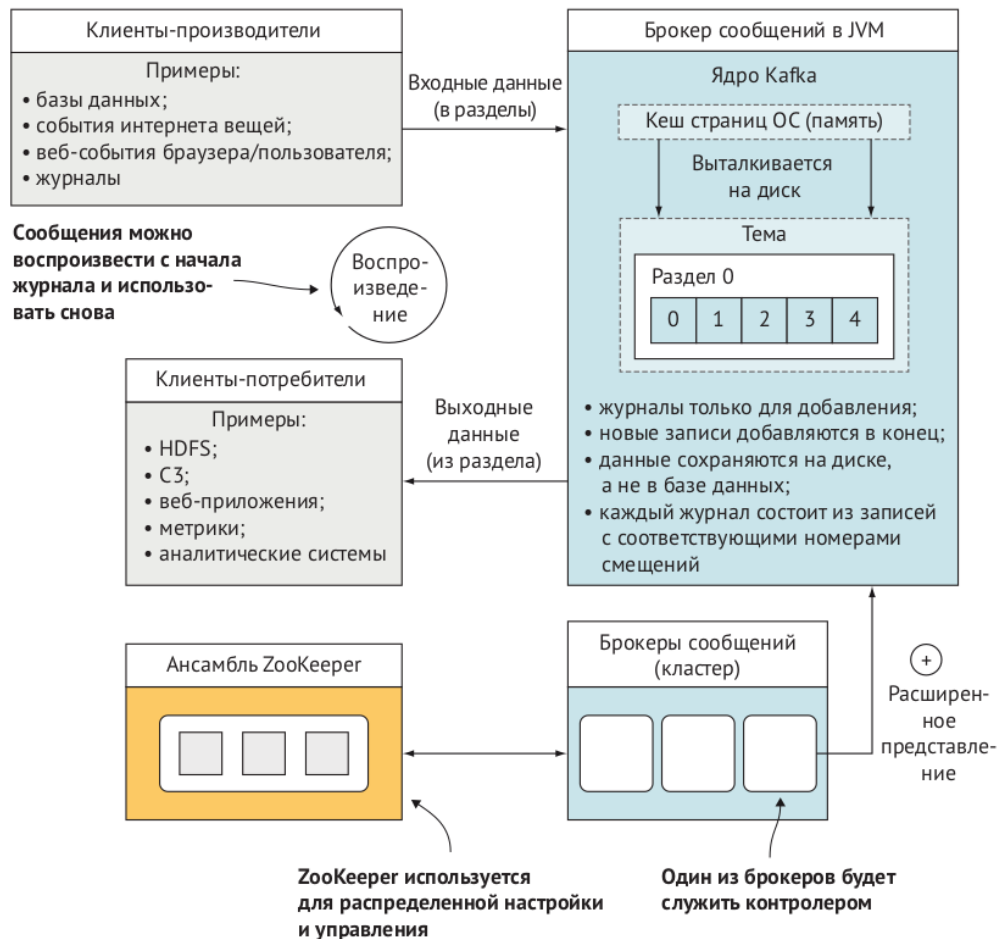 Клиенты-производители
Примеры:
• базы данных;
• события интернета вещей;
• веб-события браузера/пользователя;
• журналы
Входные данные
(в разделы)
Брокер сообщений в JVM
Ядро Kafka
Кеш страниц ОС (память)
Выталкивается
на диск
Тема
Раздел 0
0 1 2 3 4
• журналы только для добавления;
• новые записи добавляются в конец;
• данные сохраняются на диске,
а не в базе данных;
• каждый журнал состоит из записей
с соответствующими номерами
смещений
Сообщения можно
воспроизвести с начала
журнала и использо-
вать снова
Воспро-
изведе-
ние
Клиенты-потребители
Примеры:
• HDFS;
• С3;
• веб-приложения;
• метрики;
• аналитические системы
Выходные
данные
(из раздела)
Ансамбль ZooKeeper
Брокеры сообщений
(кластер)
+
Расширен-
ное
представле-
ние
ZooKeeper используется
для распределенной настройки
и управления
Один из брокеров будет
служить контролером